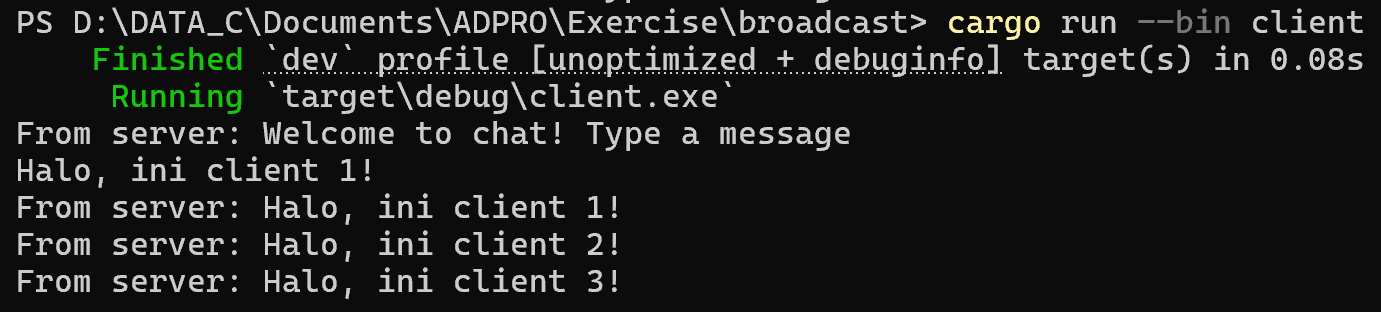 PS D:\DATA_C\Documents\ADPRO\Exercise\broadcast> cargo run --bin client
Finished `dev` profile [unoptimized + debuginfo] target(s) in 0.08s
Running `target\debug\client.exe`
From server: Welcome to chat! Type a message
Halo, ini client 1!
From server: Halo, ini client 1!
From server: Halo, ini client 2!
From server: Halo, ini client 3!